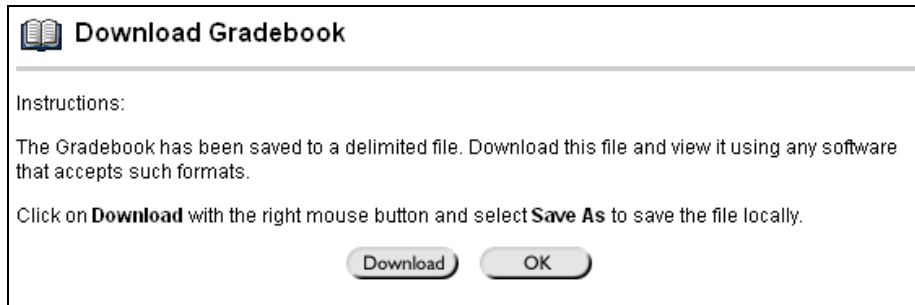 Download Gradebook
Instructions:
The Gradebook has been saved to a delimited file. Download this file and view it using any software
that accepts such formats.
Click on Download with the right mouse button and select Save As to save the file locally.
Download OK